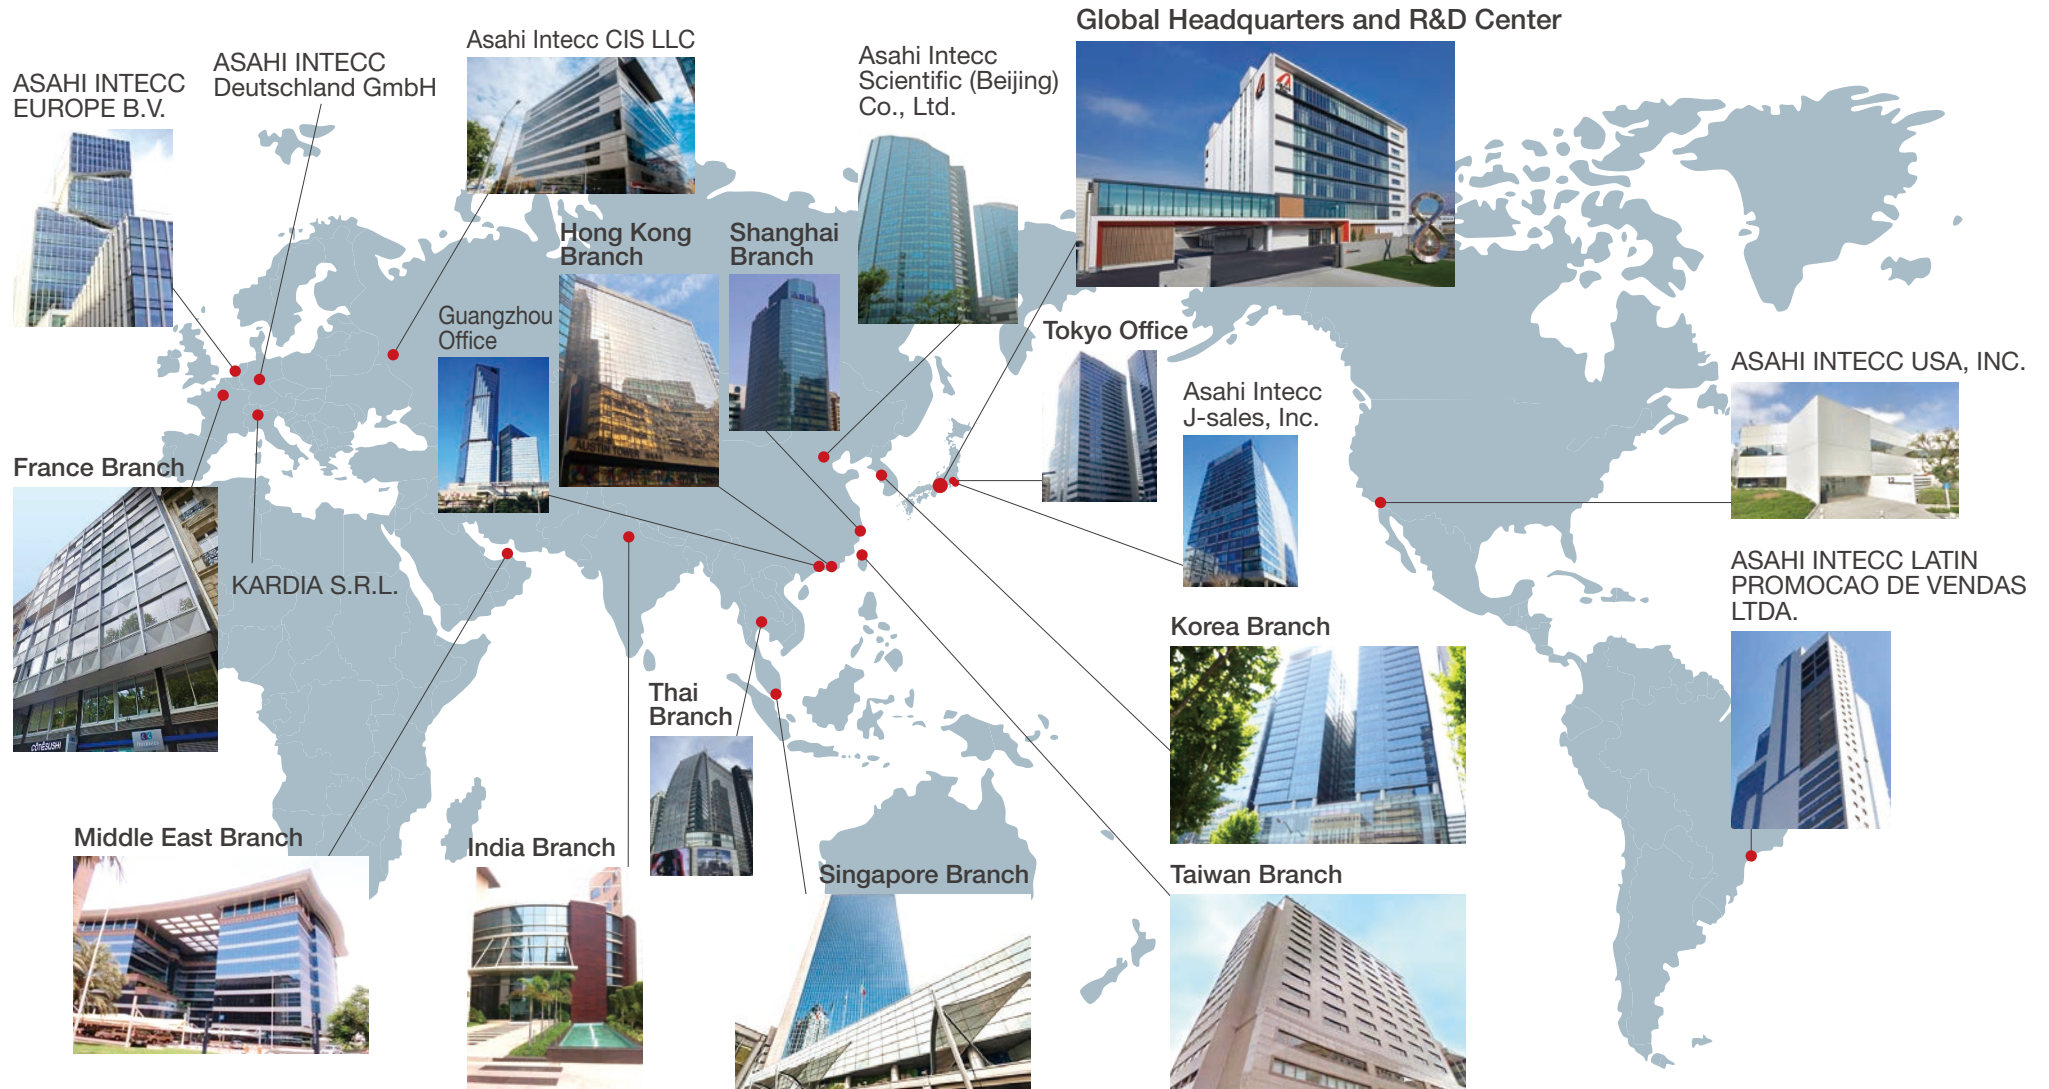 Global Headquarters and R&D Center
ASAHI INTECC
EUROPE B.V.
ASAHI INTECC
Deutschland GmbH
Asahi Intecc CIS LLC
Asahi Intecc
Scientific (Beijing)
Co., Ltd.
Hong Kong
Branch
Shanghai
Branch
Guangzhou
Office
Tokyo Office
Asahi Intecc
J-sales, Inc.
ASAHI INTECC USA, INC.
France Branch
AUSTIN TOWER
KARDIA S.R.L.
ASAHI INTECC LATIN
PROMOCAO DE VENDAS
LTDA.
Korea Branch
Thai
Branch
CÔTÉSUSHI
Middle East Branch
India Branch
Singapore Branch
Taiwan Branch